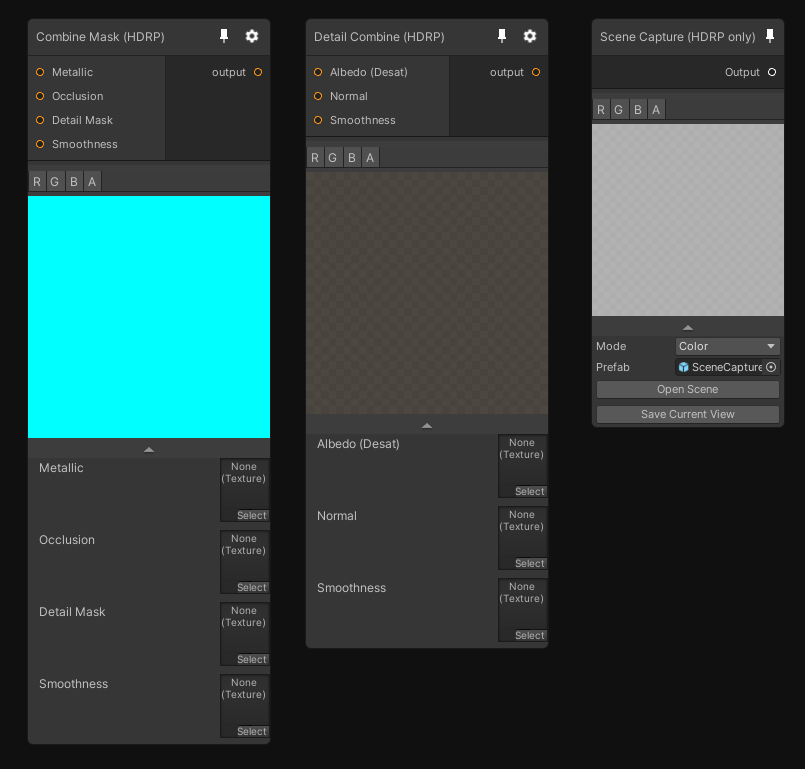 Combine Mask (HDRP)
Metallic
output
Occlusion
Detail Mask
Smoothness
R G B A
Metallic
None
(Texture)
Select
Occlusion
None
(Texture)
Select
Detail Mask
None
(Texture)
Select
Smoothness
None
(Texture)
Select
Detail Combine (HDRP)
Albedo (Desat)
output
Normal
Smoothness
R G B A
Albedo (Desat)
None
(Texture)
Select
Normal
None
(Texture)
Select
Smoothness
None
(Texture)
Select
Scene Capture (HDRP only)
Output
R G B A
Mode
Color
Prefab
SceneCapture
Open Scene
Save Current View